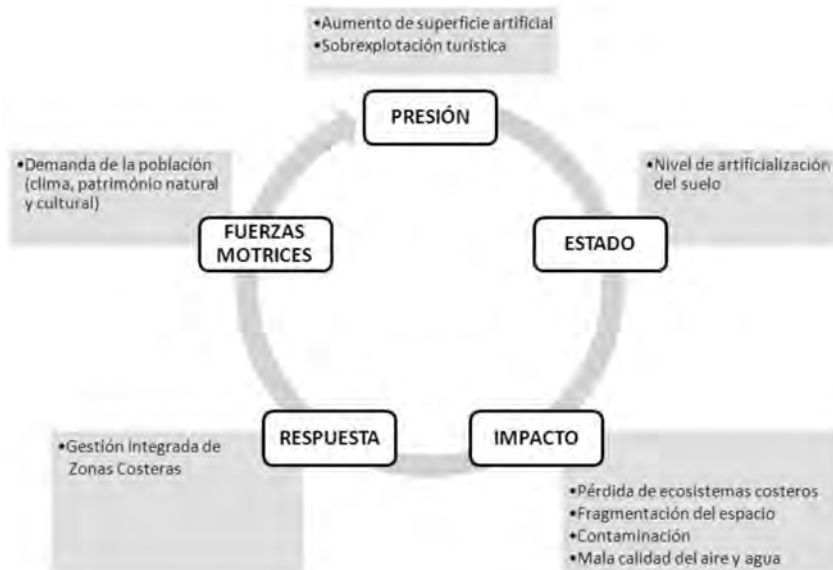 •Aumento de superficie artificial
•Sobrexplotación turística
PRESIÓN
•Demanda de la población
(clima, património natural
y cultural)
FUERZAS
MOTRICES
•Nivel de artificialización
del suelo
ESTADO
RESPUESTA
•Gestión Integrada de
Zonas Costeras
IMPACTO
•Pérdida de ecosistemas costeros
•Fragmentación del espacio
•Contaminación
•Mala calidad del aire y agua